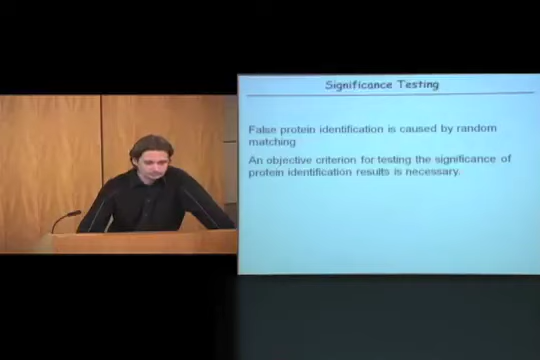 Significance Testing
False protein identification is caused by random
matching
An objective criterion for testing the significance of
protein identification results is necessary.